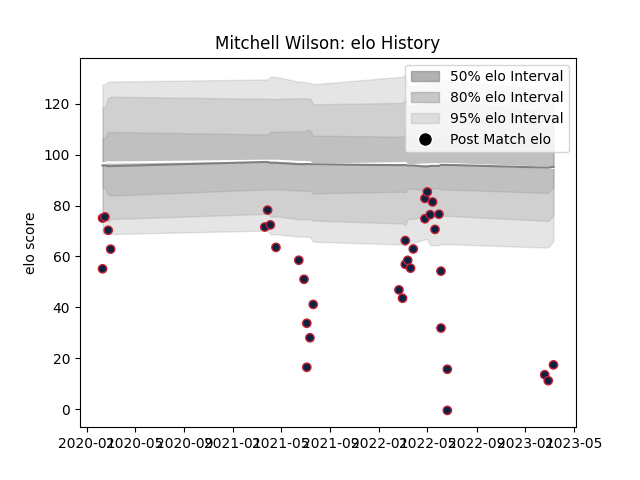 Mitchell Wilson: elo History
50% elo Interval
80% elo Interval
95% elo Interval
Post Match elo
elo score
120
100
80
60
40
20
0
2020-01 2020-05 2020-09 2021-01 2021-05 2021-09 2022-01 2022-05 2022-09 2023-01 2023-05